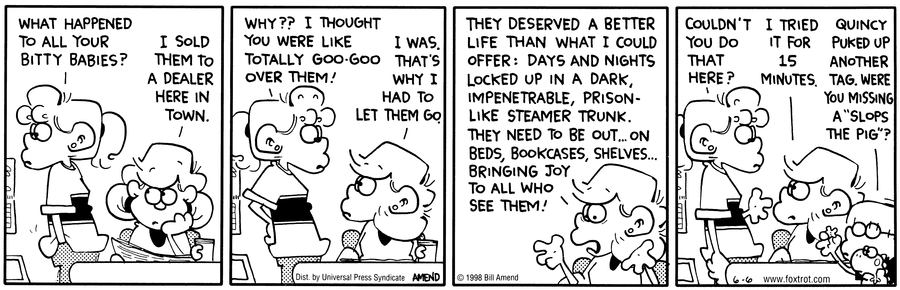 WHAT HAPPENED
TO ALL YOUR
BITTY BABIES?
I SOLD
THEM TO
A DEALER
HERE IN
TOWN.
WHY?? I THOUGHT
YOU WERE LIKE
TOTALLY GOO-GOO
OVER THEM!
I WAS.
THAT'S
WHY I
HAD TO
LET THEM GO.
Dist. by Universal Press Syndicate
AMEND
THEY DESERVED A BETTER
LIFE THAN WHAT I COULD
OFFER: DAYS AND NIGHTS
LOCKED UP IN A DARK,
IMPENETRABLE, PRISON-
LIKE STEAMER TRUNK.
THEY NEED TO BE OUT...ON
BEDS, BOOKCASES, SHELVES...
BRINGING JOY
TO ALL WHO
SEE THEM!
© 1998 Bill Amend
COULDN'T
YOU DO
THAT
HERE?
I TRIED
IT FOR
15
MINUTES.
QUINCY
PUKED UP
ANOTHER
TAG. WERE
YOU MISSING
A "SLOPS
THE PIG"?
6-6
www.foxtrot.com